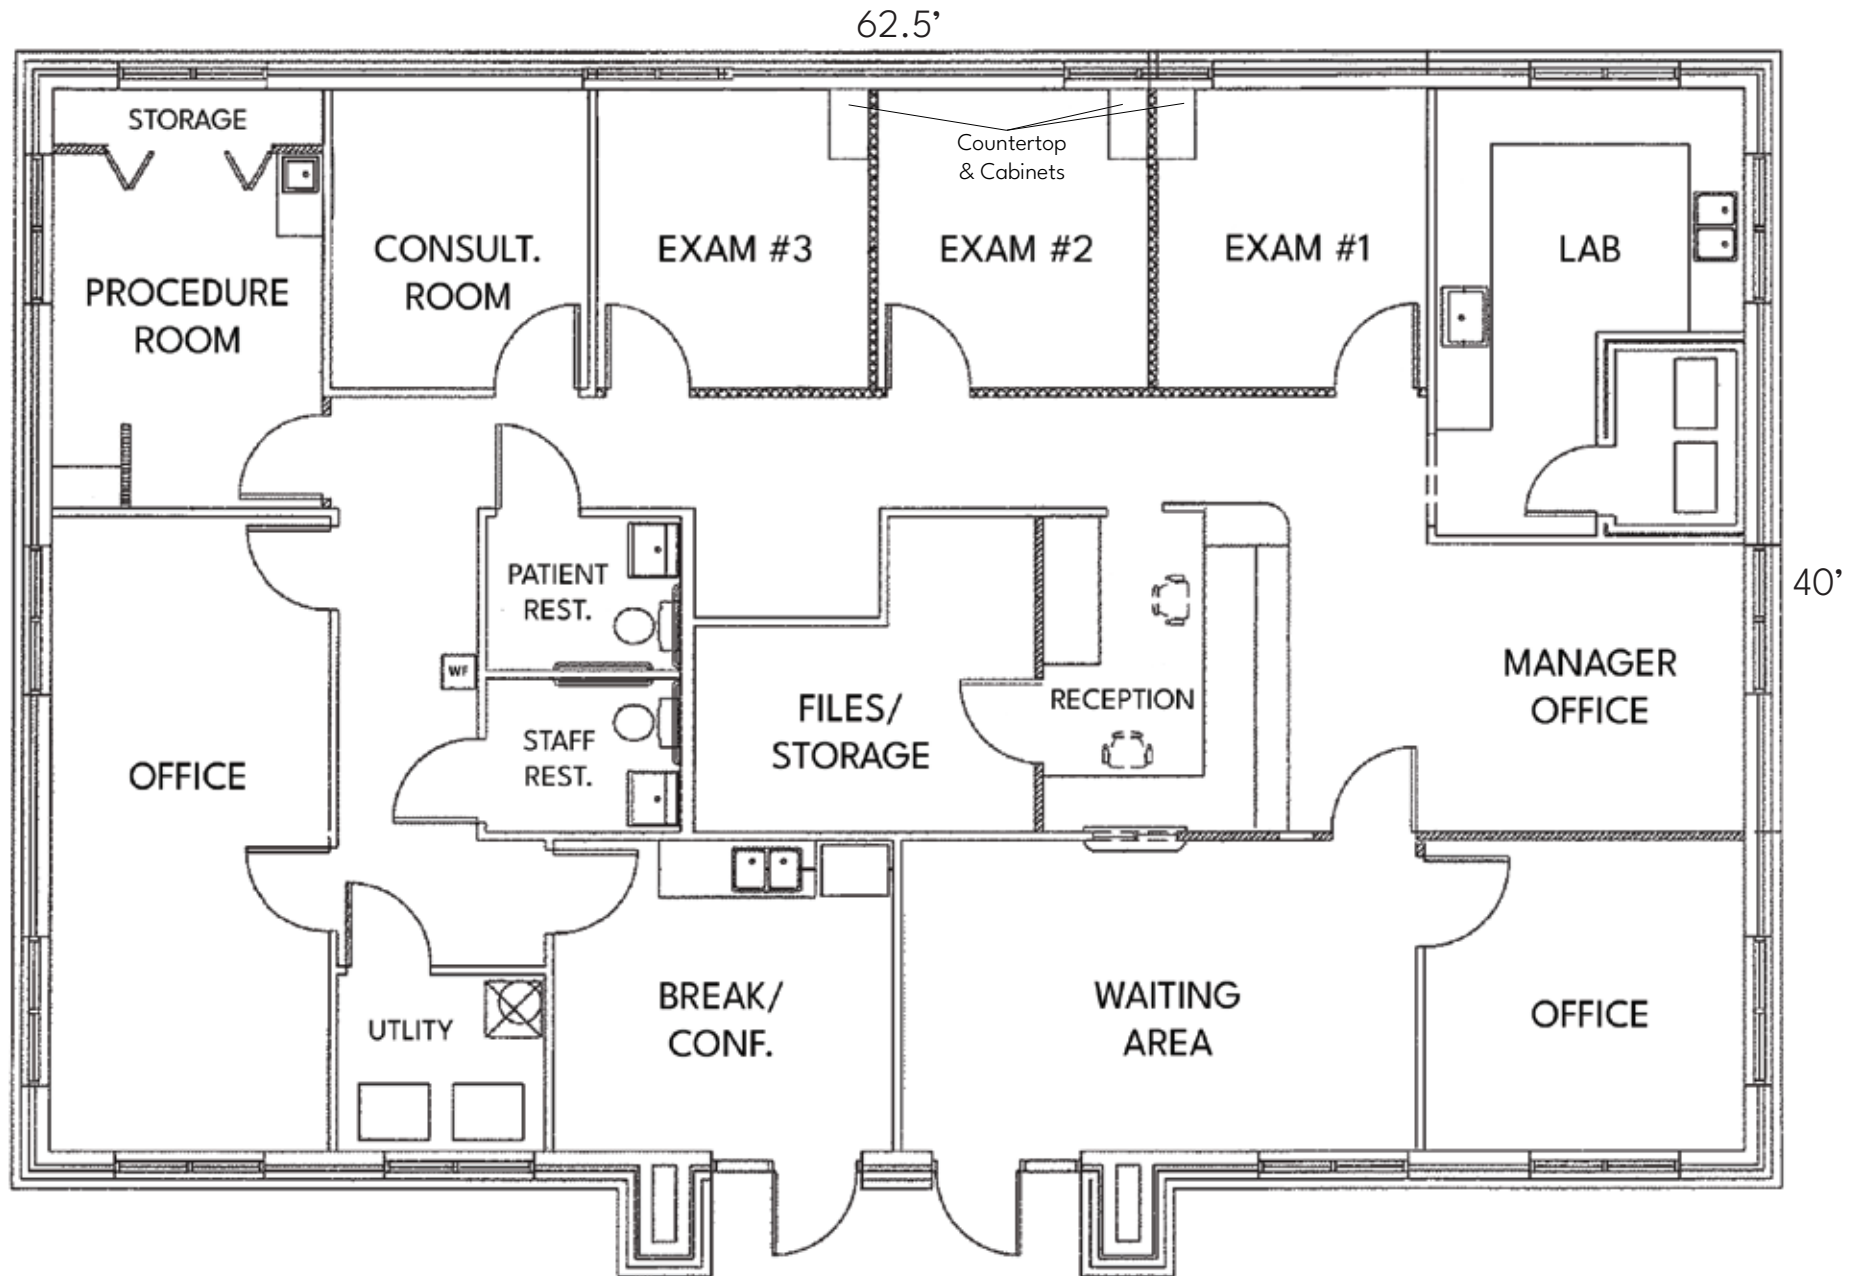 62.5’
STORAGE
Countertop
& Cabinets
CONSULT.
ROOM
EXAM #3
EXAM #2
EXAM #1
LAB
PROCEDURE
ROOM
40’
PATIENT
REST.
WF
MANAGER
OFFICE
RECEPTION
FILES/
STORAGE
STAFF
REST.
OFFICE
BREAK/
CONF.
WAITING
AREA
OFFICE
UTLITY